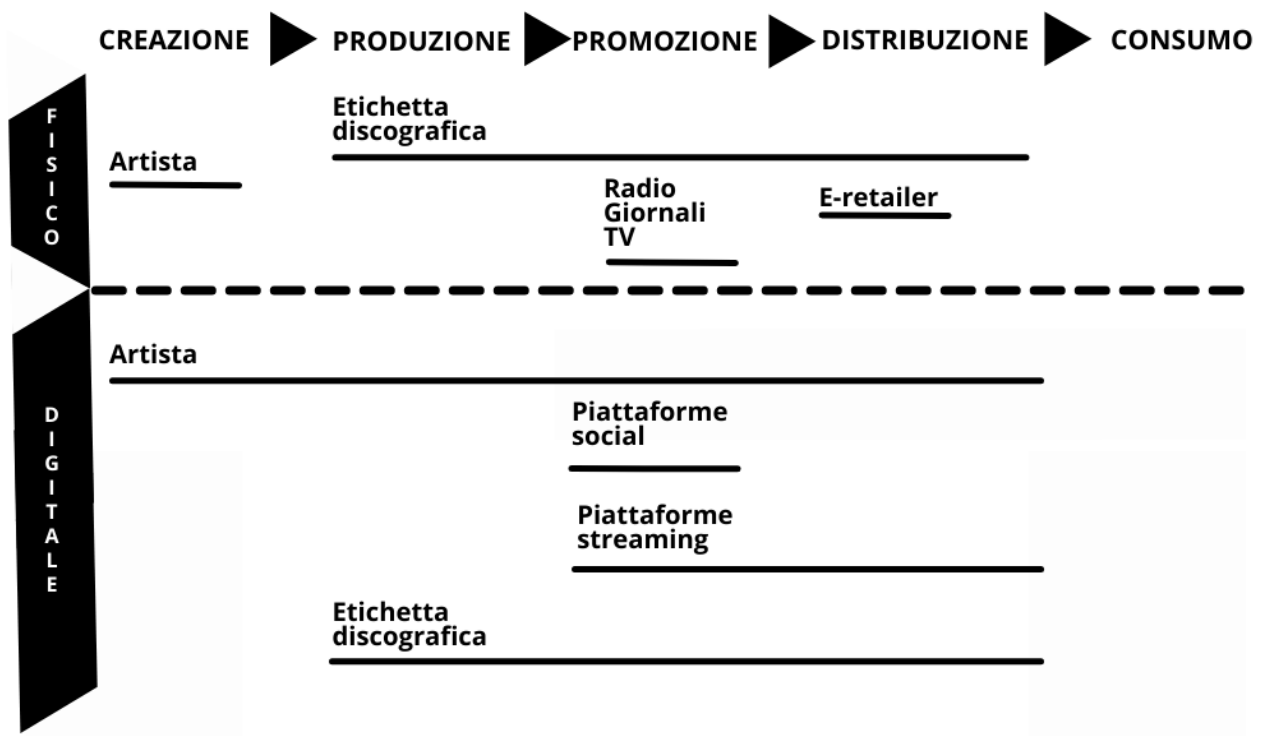 CREAZIONE PRODUZIONE PROMOZIONE DISTRIBUZIONE CONSUMO
FISICO
Artista
Etichetta
discografica
Radio
Giornali
TV
E-retailer
DIGITALE
Artista
Piattaforme
social
Piattaforme
streaming
Etichetta
discografica